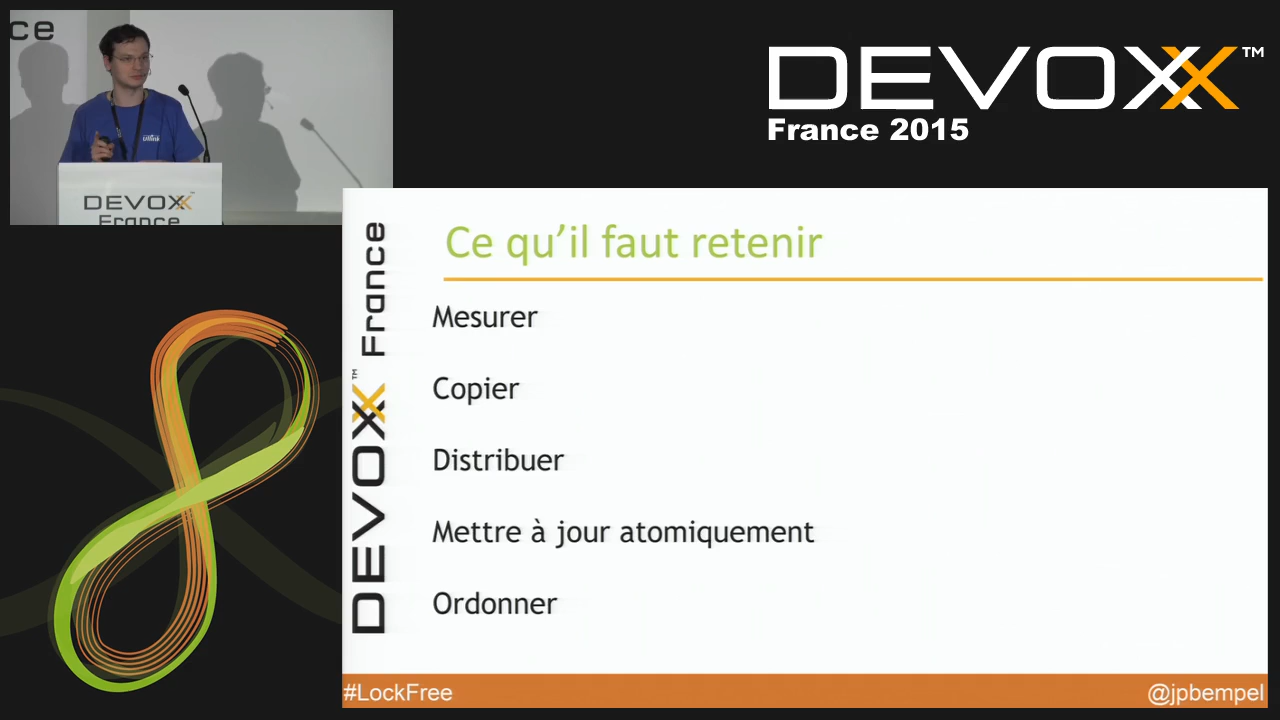 ce
DEVOXX
France
DEVOXX™
France 2015
DEVOXX™ France
Ce qu’il faut retenir
Mesurer
Copier
Distribuer
Mettre à jour atomiquement
Ordonner
#LockFree
@jpbempel